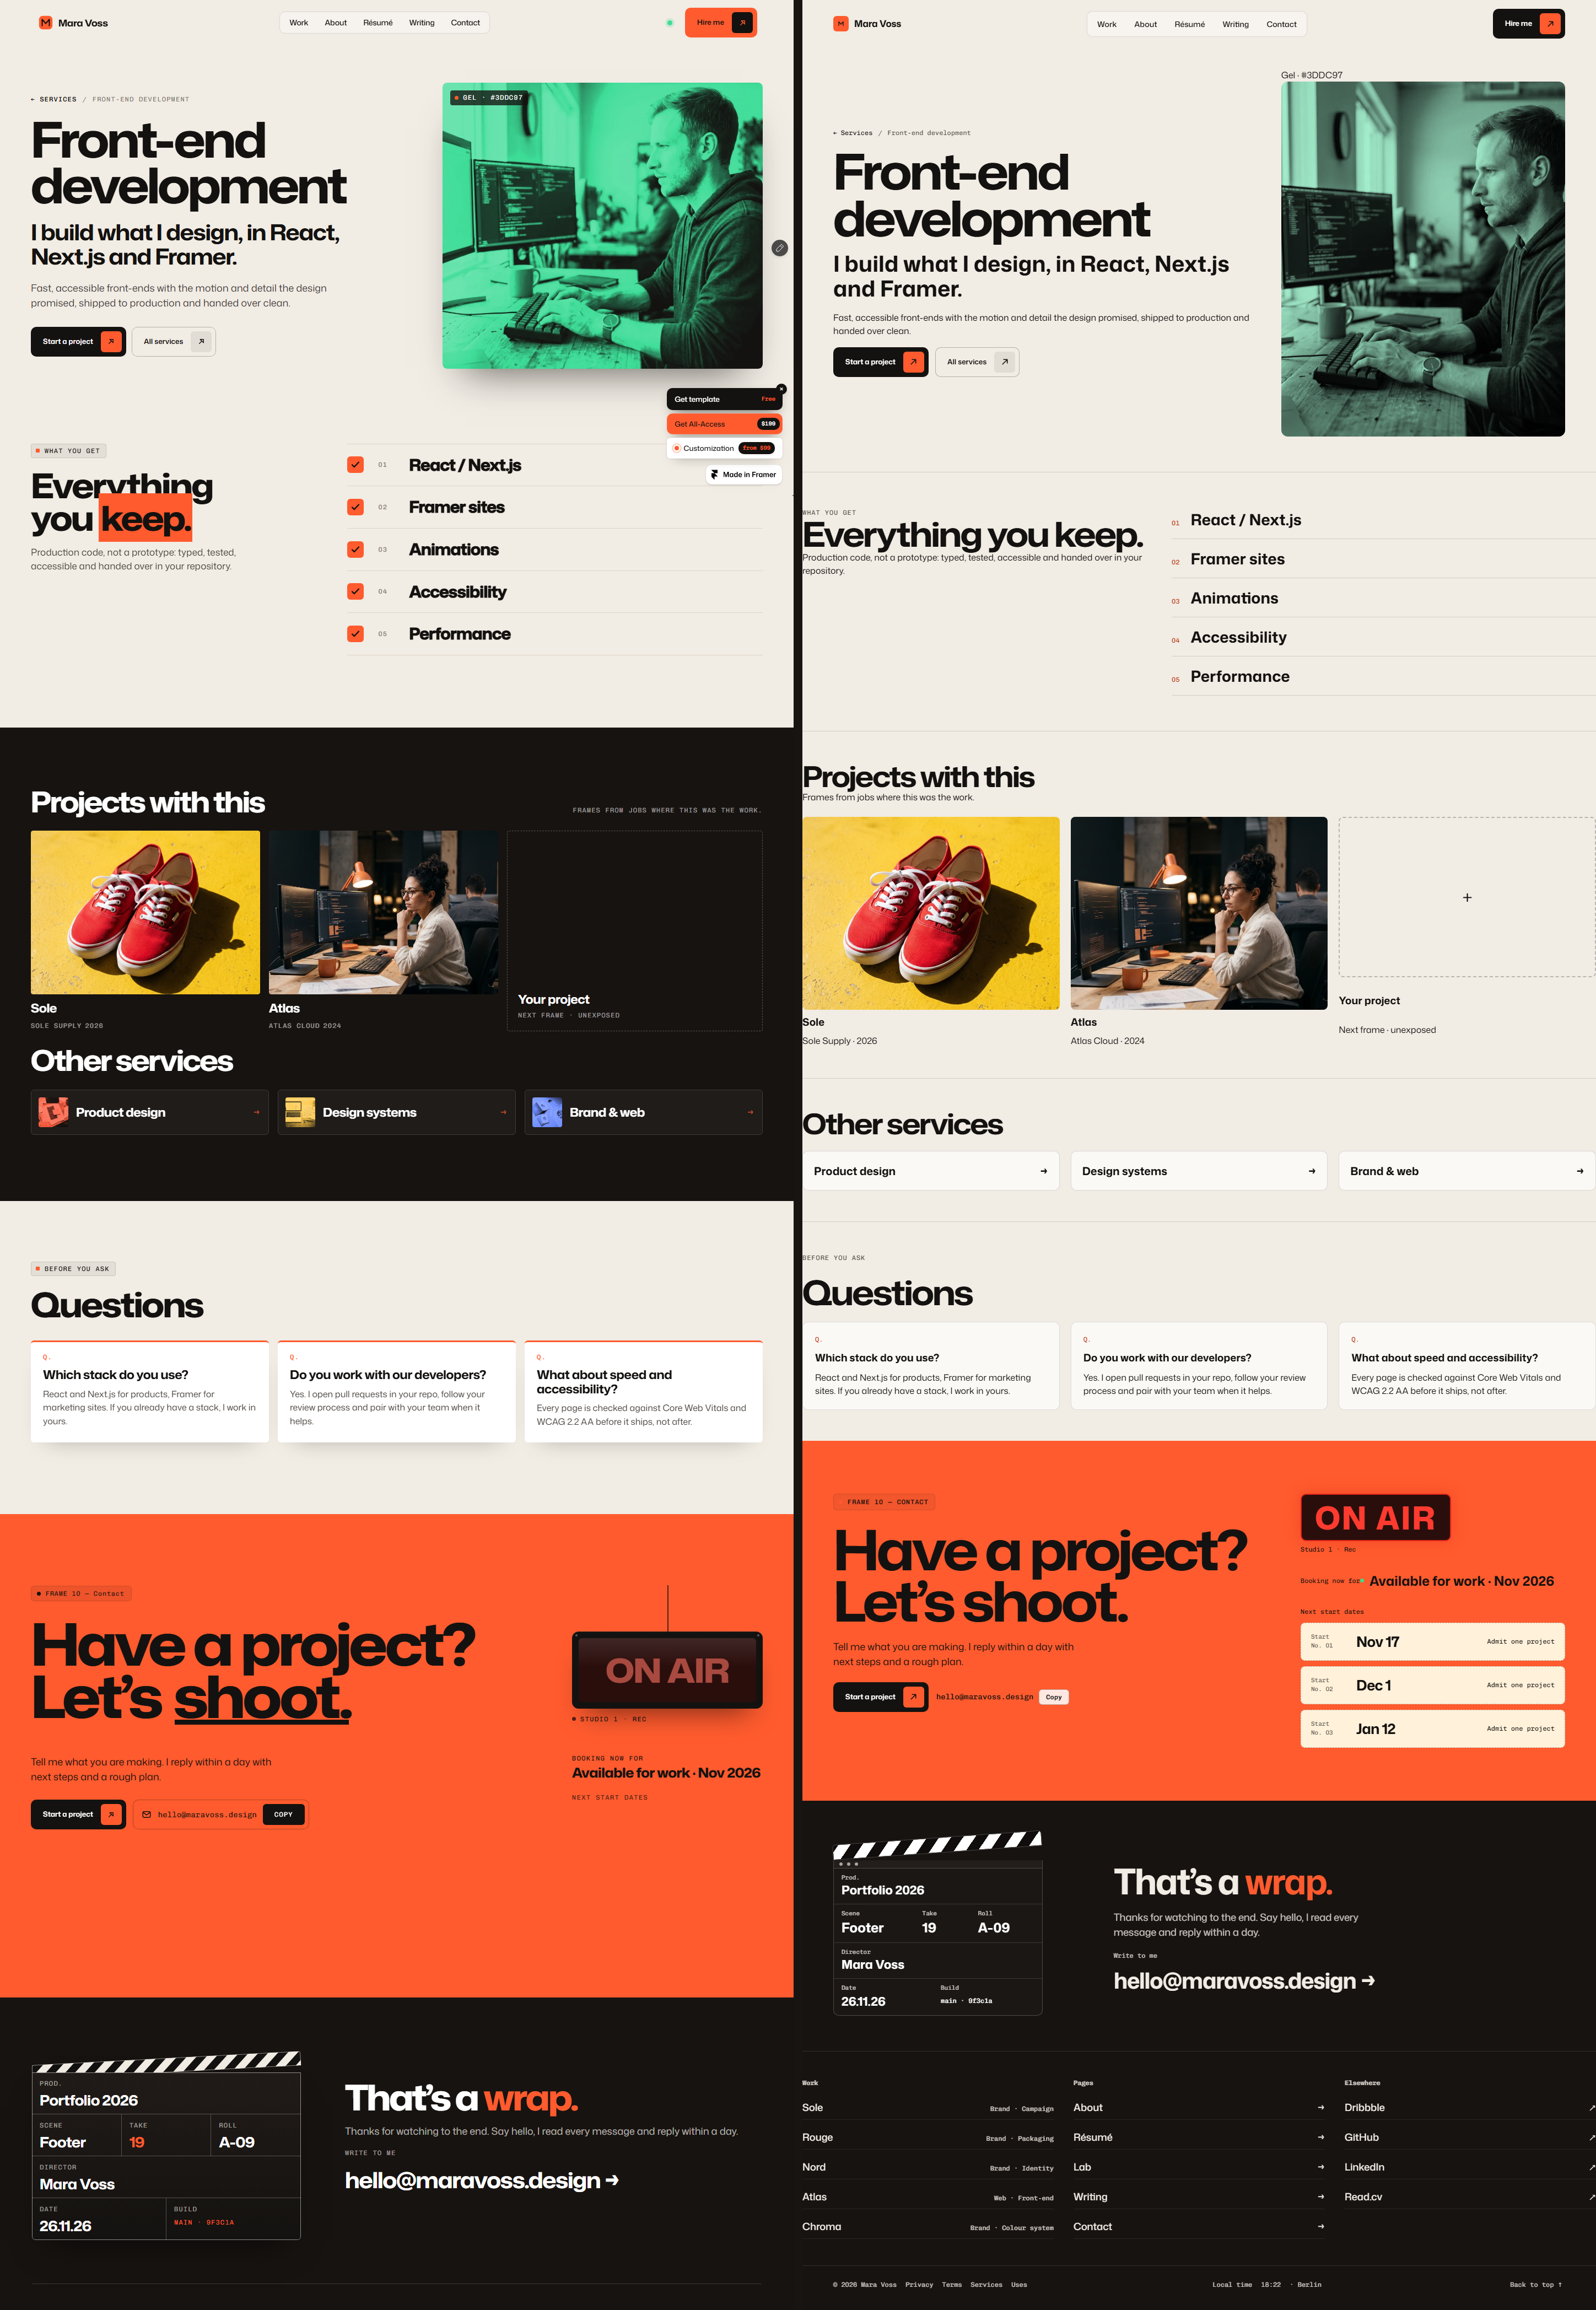 Mara Voss
Work About Résumé Writing Contact
Hire me
← SERVICES / FRONT-END DEVELOPMENT
Front-end
development
I build what I design, in React,
Next.js and Framer.
Fast, accessible front-ends with the motion and detail the design
promised, shipped to production and handed over clean.
Start a project
All services
GEL · #3DDC97
Get template Free
Get All-Access $199
Customization from $99
Made in Framer
WHAT YOU GET
Everything
you keep.
Production code, not a prototype: typed, tested,
accessible and handed over in your repository.
01 React / Next.js
02 Framer sites
03 Animations
04 Accessibility
05 Performance
Projects with this
FRAMES FROM JOBS WHERE THIS WAS THE WORK.
Sole
SOLE SUPPLY 2026
Atlas
ATLAS CLOUD 2024
Your project
NEXT FRAME · UNEXPOSED
Other services
Product design →
Design systems →
Brand & web →
BEFORE YOU ASK
Questions
Q.
Which stack do you use?
React and Next.js for products, Framer for
marketing sites. If you already have a stack, I work in
yours.
Q.
Do you work with our developers?
Yes. I open pull requests in your repo, follow your
review process and pair with your team when it
helps.
Q.
What about speed and
accessibility?
Every page is checked against Core Web Vitals and
WCAG 2.2 AA before it ships, not after.
FRAME 10 — Contact
Have a project?
Let's shoot.
Tell me what you are making. I reply within a day with
next steps and a rough plan.
Start a project
hello@maravoss.design COPY
ON AIR
STUDIO 1 · REC
BOOKING NOW FOR
Available for work · Nov 2026
NEXT START DATES
PROD.
Portfolio 2026
SCENE TAKE ROLL
Footer 19 A-09
DIRECTOR
Mara Voss
DATE BUILD
26.11.26 MAIN · 9F3C1A
That's a wrap.
Thanks for watching to the end. Say hello, I read every message and reply within a day.
WRITE TO ME
hello@maravoss.design →
Mara Voss
Work About Résumé Writing Contact
Hire me
Gel · #3DDC97
← Services / Front-end development
Front-end
development
I build what I design, in React, Next.js
and Framer.
Fast, accessible front-ends with the motion and detail the design promised, shipped to production and
handed over clean.
Start a project
All services
WHAT YOU GET
Everything you keep.
Production code, not a prototype: typed, tested, accessible and handed over in your
repository.
01 React / Next.js
02 Framer sites
03 Animations
04 Accessibility
05 Performance
Projects with this
Frames from jobs where this was the work.
+
Sole
Sole Supply · 2026
Atlas
Atlas Cloud · 2024
Your project
Next frame · unexposed
Other services
Product design →
Design systems →
Brand & web →
BEFORE YOU ASK
Questions
Q.
Which stack do you use?
React and Next.js for products, Framer for marketing
sites. If you already have a stack, I work in yours.
Q.
Do you work with our developers?
Yes. I open pull requests in your repo, follow your review
process and pair with your team when it helps.
Q.
What about speed and accessibility?
Every page is checked against Core Web Vitals and
WCAG 2.2 AA before it ships, not after.
FRAME 10 — CONTACT
Have a project?
Let's shoot.
Tell me what you are making. I reply within a day with
next steps and a rough plan.
Start a project
hello@maravoss.design Copy
ON AIR
Studio 1 · Rec
Booking now for Available for work · Nov 2026
Next start dates
Start
No. 01
Nov 17
Admit one project
Start
No. 02
Dec 1
Admit one project
Start
No. 03
Jan 12
Admit one project
Prod.
Portfolio 2026
Scene Take Roll
Footer 19 A-09
Director
Mara Voss
Date Build
26.11.26 main · 9f3c1a
That's a wrap.
Thanks for watching to the end. Say hello, I read every
message and reply within a day.
Write to me
hello@maravoss.design →
Work
Sole Brand · Campaign
Rouge Brand · Packaging
Nord Brand · Identity
Atlas Web · Front-end
Chroma Brand · Colour system
Pages
About →
Résumé →
Lab →
Writing →
Contact →
Elsewhere
Dribbble ↗
GitHub ↗
LinkedIn ↗
Read.cv ↗
© 2026 Mara Voss Privacy Terms Services Uses
Local time 18:22 · Berlin
Back to top ↑